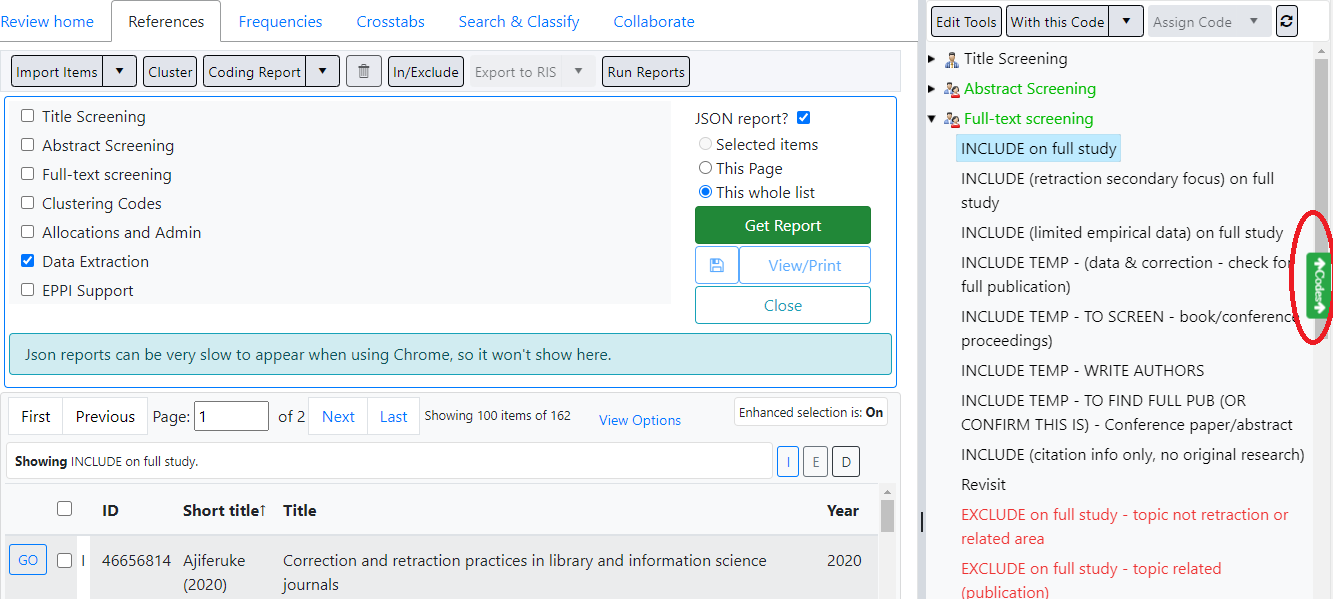 Review home References Frequencies Crosstabs Search & Classify Collaborate
Import Items ▼ Cluster Coding Report ▼ In/Exclude Export to RIS ▼ Run Reports
Title Screening
Abstract Screening
Full-text screening
Clustering Codes
Allocations and Admin
Data Extraction
EPPI Support
JSON report?
Selected items
This Page
This whole list
Get Report
View/Print
Close
Json reports can be very slow to appear when using Chrome, so it won't show here.
First Previous Page: 1 of 2 Next Last Showing 100 items of 162 View Options Enhanced selection is: On
Showing INCLUDE on full study. I E D
ID Short title↑ Title Year
GO I 46656814 Ajiferuke Correction and retraction practices in library and information science 2020
(2020) journals
Edit Tools With this Code ▼ Assign Code ▼
Title Screening
Abstract Screening
Full-text screening
INCLUDE on full study
INCLUDE (retraction secondary focus) on full
study
INCLUDE (limited empirical data) on full study
INCLUDE TEMP - (data & correction - check for
full publication)
INCLUDE TEMP - TO SCREEN - book/conference
proceedings)
INCLUDE TEMP - WRITE AUTHORS
INCLUDE TEMP - TO FIND FULL PUB (OR
CONFIRM THIS IS) - Conference paper/abstract
INCLUDE (citation info only, no original research)
Revisit
EXCLUDE on full study - topic not retraction or
related area
EXCLUDE on full study - topic related
(publication)
Codes